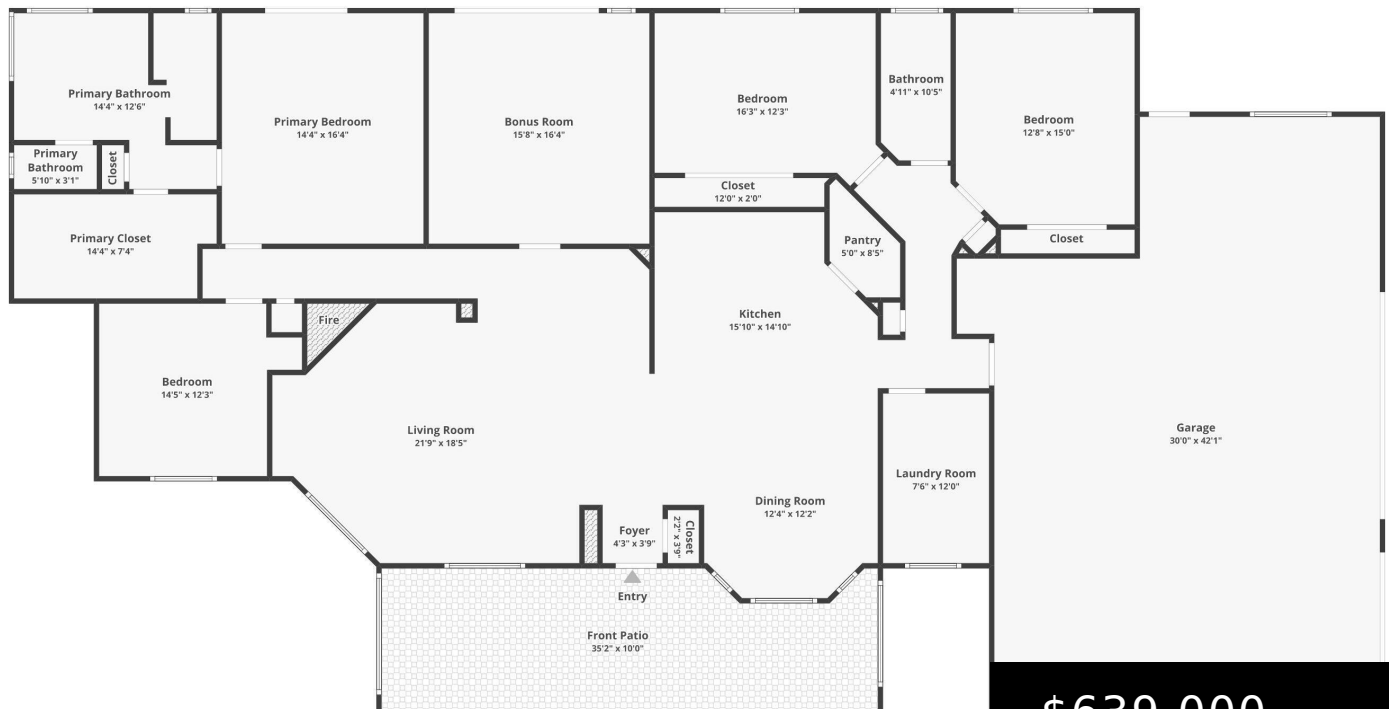 Primary Bathroom
14'4" x 12'6"
Primary Bedroom
14'4" x 16'4"
Bonus Room
15'8" x 16'4"
Bedroom
16'3" x 12'3"
Bathroom
4'11" x 10'5"
Bedroom
12'8" x 15'0"
Primary
Bathroom
5'10" x 3'1"
Closet
Closet
12'0" x 2'0"
Primary Closet
14'4" x 7'4"
Pantry
5'0" x 8'5"
Closet
Fire
Kitchen
15'10" x 14'10"
Bedroom
14'5" x 12'3"
Living Room
21'9" x 18'5"
Garage
30'0" x 42'1"
Laundry Room
7'6" x 12'0"
Dining Room
12'4" x 12'2"
Foyer
4'3" x 3'9"
Closet
2'2" x 3'9"
Entry
Front Patio
35'2" x 10'0"
$639,000